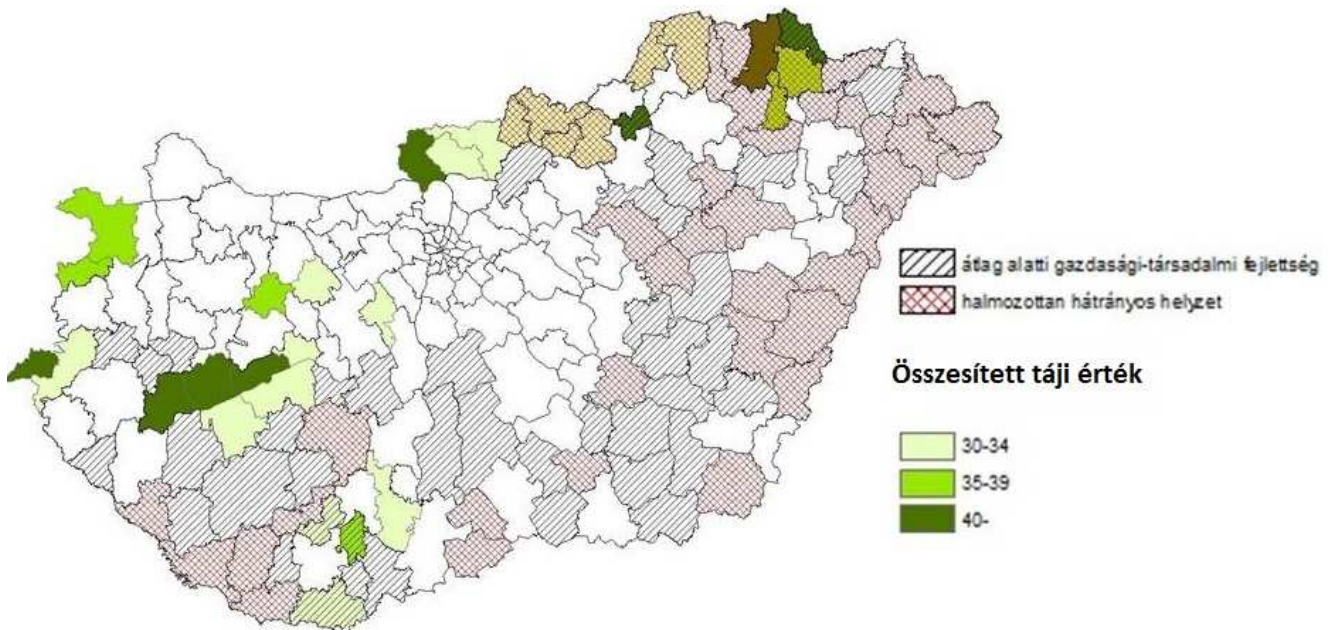 átlag alatti gazdasági-társadalmi fejlettség
halmozottan hátrányos helyzet
Összesített táji érték
30-34
35-39
40-